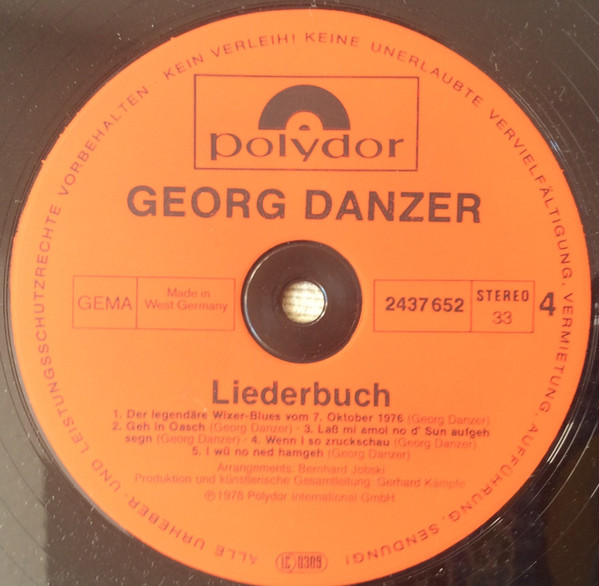 ALLE URHEBER- UND LEISTUNGSSCHUTZRECHTE VORBEHALTEN · KEIN VERLEIH! KEINE UNERLAUBTE VERVIELFÄLTIGUNG, VERMIETUNG, AUFFÜHRUNG, SENDUNG!
polydor
GEORG DANZER
GEMA
Made in
West Germany
2437 652
STEREO
33
4
Liederbuch
1. Der legendäre Wixer-Blues vom 7. Oktober 1976 (Georg Danzer)
2. Geh in Oasch (Georg Danzer) · 3. Laß mi amol no d' Sun aufgeh
segn (Georg Danzer) · 4. Wenn i so zruckschau (Georg Danzer)
5. I wü no ned hamgeh (Georg Danzer)
Arrangements: Bernhard Jobski
Produktion und künstlerische Gesamtleitung: Gerhard Kämpfe
℗ 1978 Polydor International GmbH
LC 0309